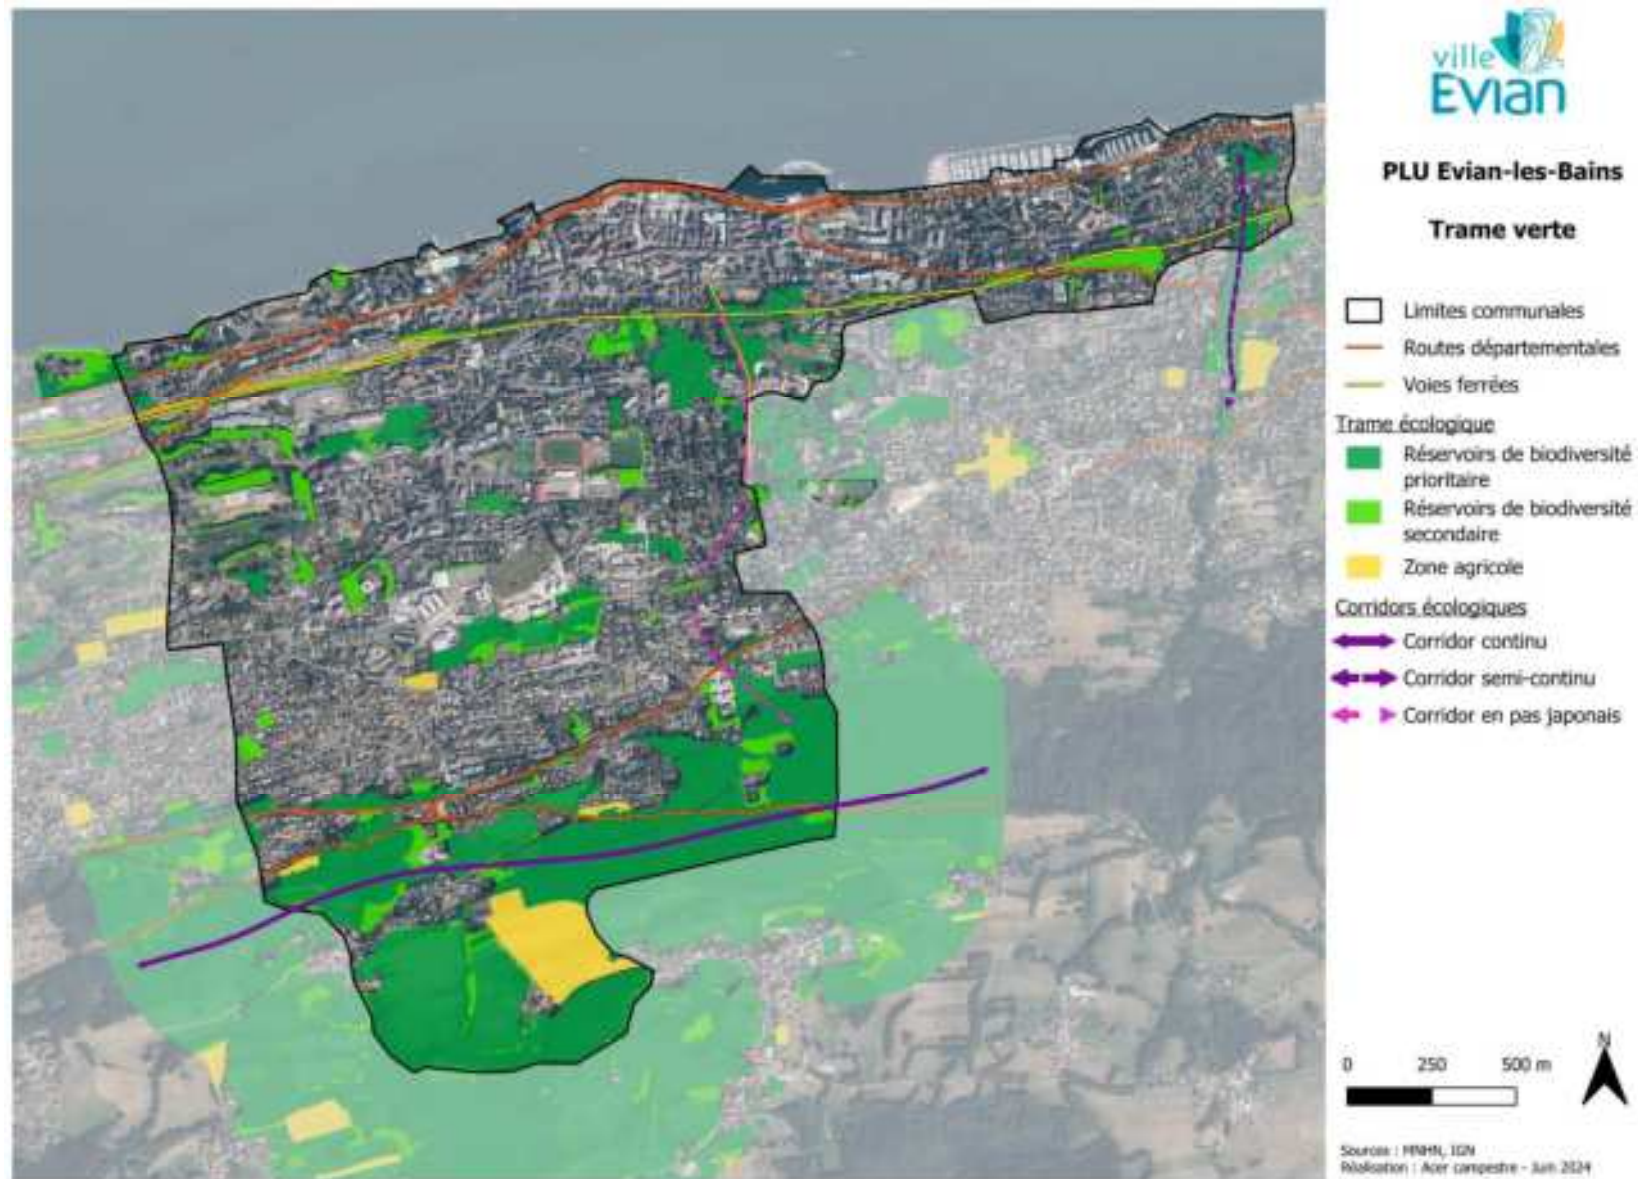 ville
Evian
PLU Evian-les-Bains
Trame verte
Limites communales
Routes départementales
Voies ferrées
Trame écologique
Réservoirs de biodiversité
prioritaire
Réservoirs de biodiversité
secondaire
Zone agricole
Corridors écologiques
Corridor continu
Corridor semi-continu
Corridor en pas japonais
N
0 250 500 m
Sources : MNHN, IGN
Réalisation : Acer campestre - Juin 2024